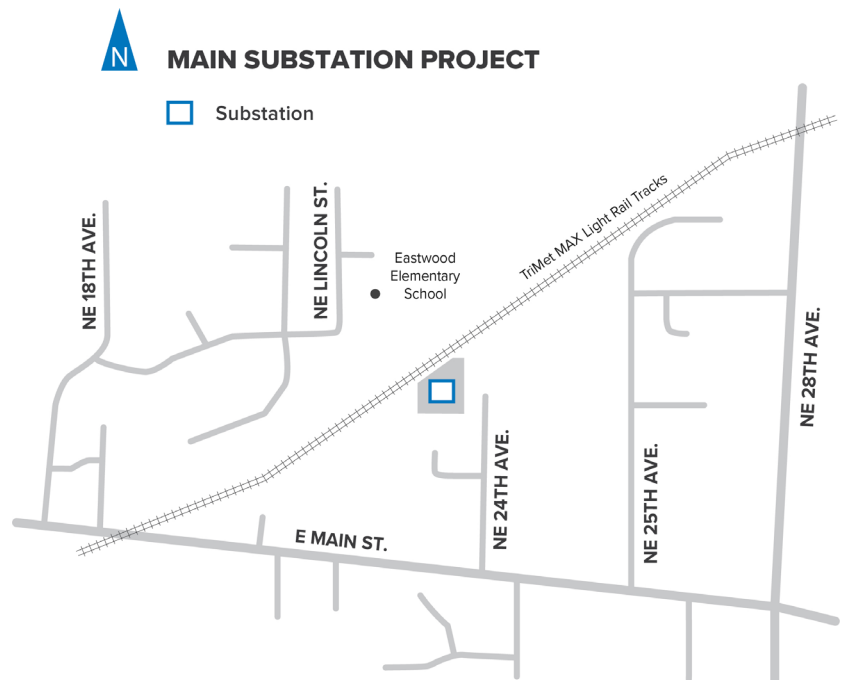 N
MAIN SUBSTATION PROJECT
Substation
TriMet MAX Light Rail Tracks
NE 18TH AVE.
NE LINCOLN ST.
Eastwood
Elementary
School
NE 28TH AVE.
NE 24TH AVE.
NE 25TH AVE.
E MAIN ST.